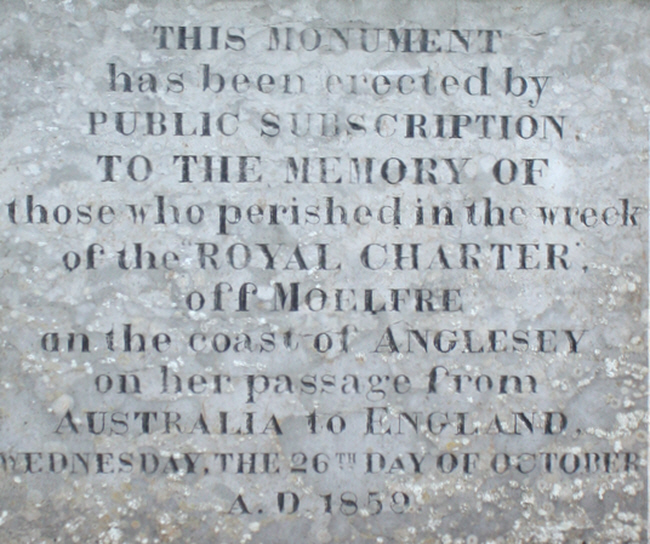 THIS MONUMENT
has been erected by
PUBLIC SUBSCRIPTION,
TO THE MEMORY OF
those who perished in the wreck
of the "ROYAL CHARTER",
off MOELFRE
on the coast of ANGLESEY
on her passage from
AUSTRALIA to ENGLAND,
WEDNESDAY, THE 26TH DAY OF OCTOBER
A. D. 1859.